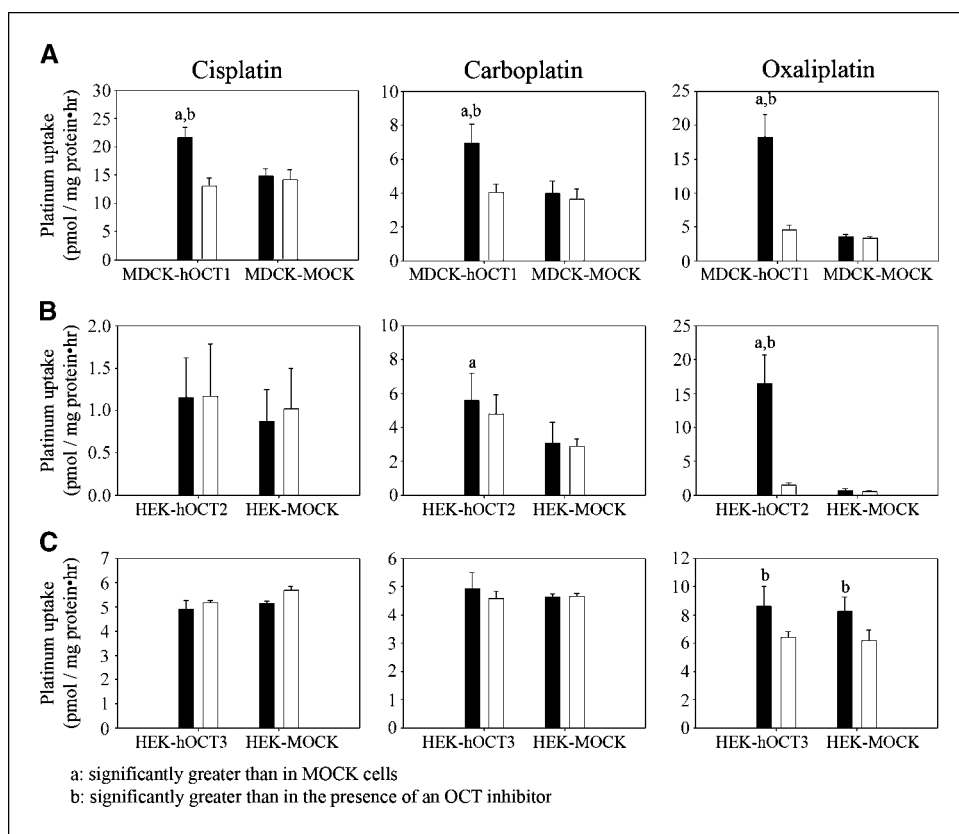 A
Cisplatin
Carboplatin
Oxaliplatin
Platinum uptake
(pmol / mg protein•hr)
30
25
20
15
10
5
0
a,b
MDCK-hOCT1 MDCK-MOCK
10
8
6
4
2
0
a,b
MDCK-hOCT1 MDCK-MOCK
25
20
15
10
5
0
a,b
MDCK-hOCT1 MDCK-MOCK
B
Platinum uptake
(pmol / mg protein•hr)
2.0
1.5
1.0
0.5
0.0
HEK-hOCT2 HEK-MOCK
10
8
6
4
2
0
a
HEK-hOCT2 HEK-MOCK
25
20
15
10
5
0
a,b
HEK-hOCT2 HEK-MOCK
C
Platinum uptake
(pmol / mg protein•hr)
7
6
5
4
3
2
1
0
HEK-hOCT3 HEK-MOCK
6
5
4
3
2
1
0
HEK-hOCT3 HEK-MOCK
12
10
8
6
4
2
0
b b
HEK-hOCT3 HEK-MOCK
a: significantly greater than in MOCK cells
b: significantly greater than in the presence of an OCT inhibitor